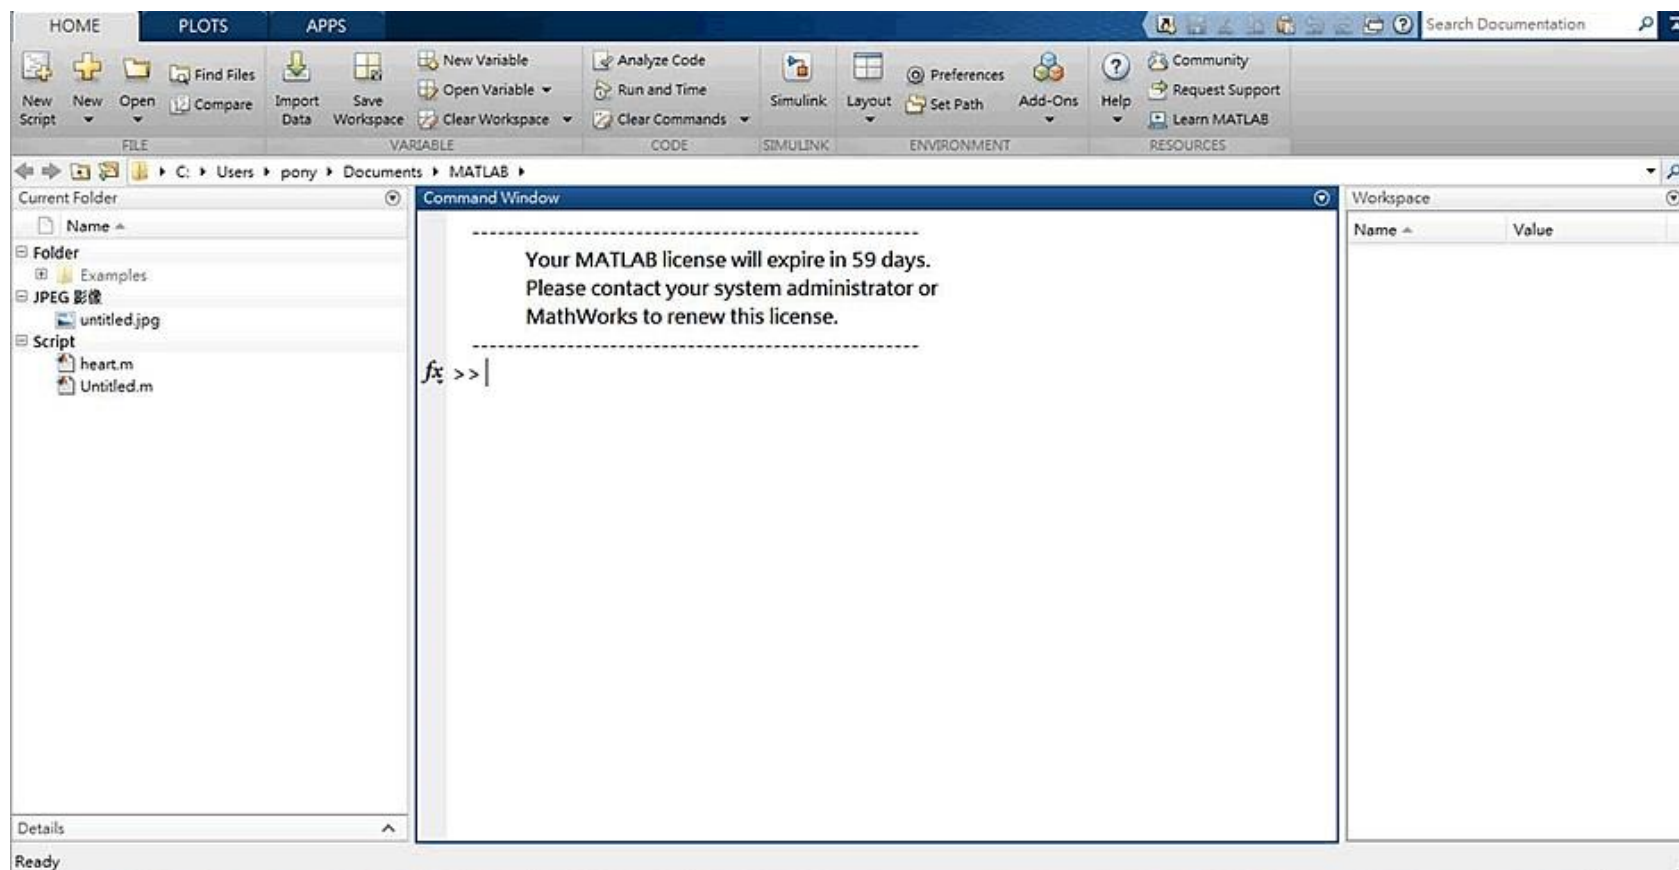 HOME PLOTS APPS Search Documentation
New Script New Open Find Files Compare Import Data Save Workspace New Variable Open Variable Clear Workspace Analyze Code Run and Time Clear Commands Simulink Layout Preferences Set Path Add-Ons Help Community Request Support Learn MATLAB
FILE VARIABLE CODE SIMULINK ENVIRONMENT RESOURCES
C: Users pony Documents MATLAB
Current Folder
Name
Folder
Examples
JPEG 影像
untitled.jpg
Script
heart.m
Untitled.m
Details
Command Window
--------------------------------------------------
Your MATLAB license will expire in 59 days.
Please contact your system administrator or
MathWorks to renew this license.
--------------------------------------------------
fx >>
Workspace
Name Value
Ready